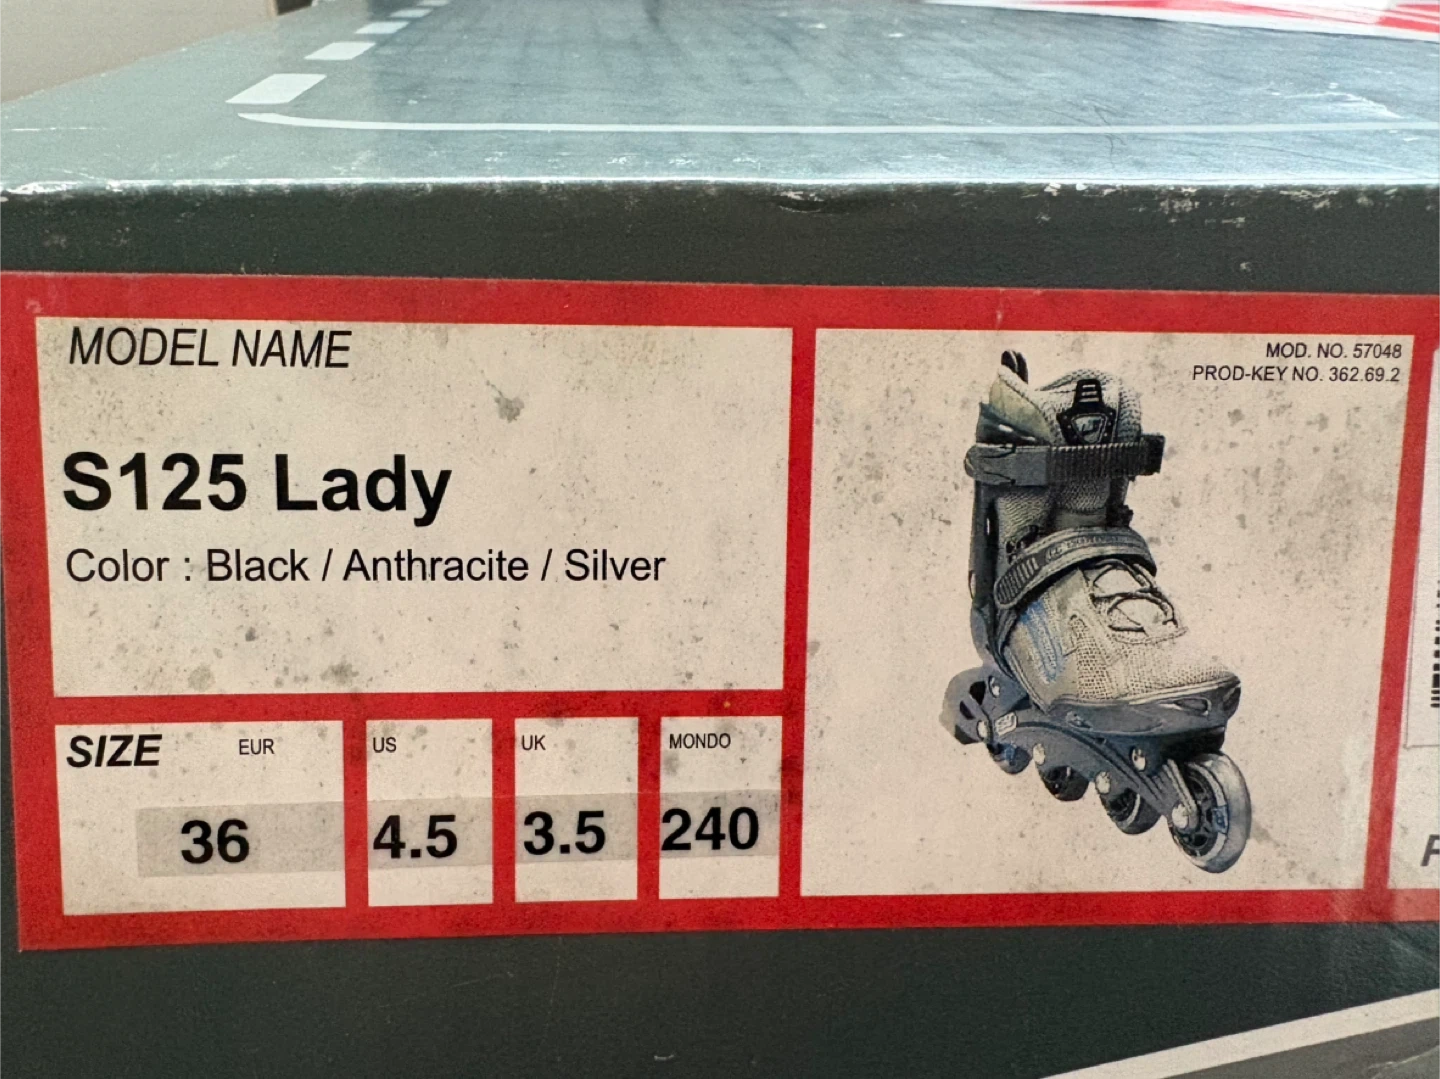 MODEL NAME
S125 Lady
Color : Black / Anthracite / Silver
SIZE EUR US UK MONDO
36 4.5 3.5 240
MOD. NO. 57048
PROD-KEY NO. 362.69.2